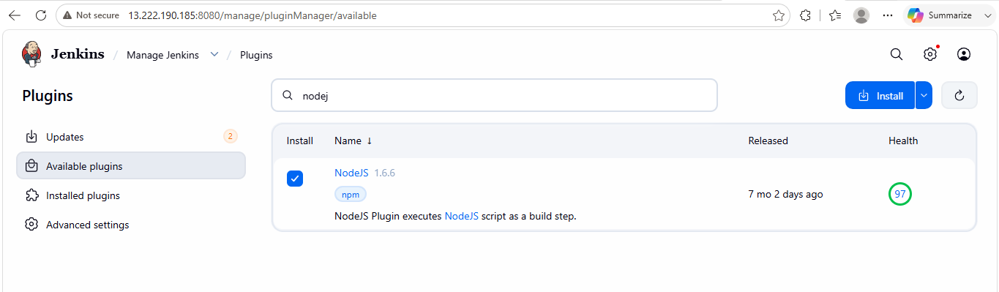 Not secure 13.222.190.185:8080/manage/pluginManager/available
Summarize
Jenkins / Manage Jenkins / Plugins
Plugins
nodej
Install
Updates 2
Available plugins
Installed plugins
Advanced settings
Install Name ↓ Released Health
NodeJS 1.6.6
npm
7 mo 2 days ago
97
NodeJS Plugin executes NodeJS script as a build step.